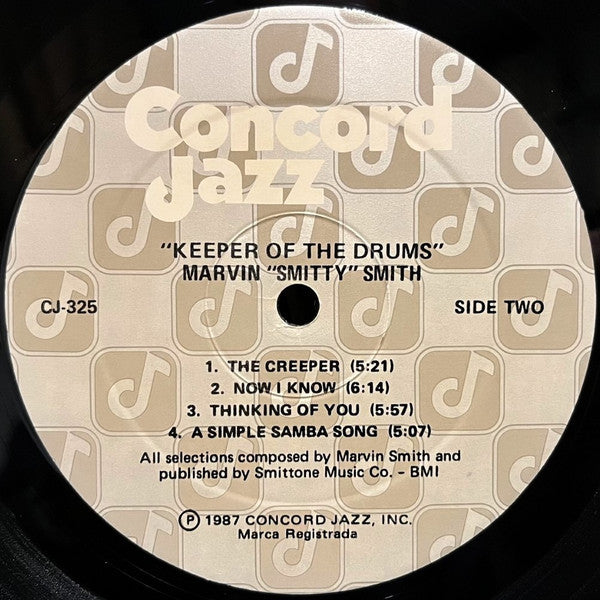 Concord
Jazz
"KEEPER OF THE DRUMS"
MARVIN "SMITTY" SMITH
CJ-325
SIDE TWO
1. THE CREEPER (5:21)
2. NOW I KNOW (6:14)
3. THINKING OF YOU (5:57)
4. A SIMPLE SAMBA SONG (5:07)
All selections composed by Marvin Smith and
published by Smittone Music Co. - BMI
Ⓟ 1987 CONCORD JAZZ, INC.
Marca Registrada